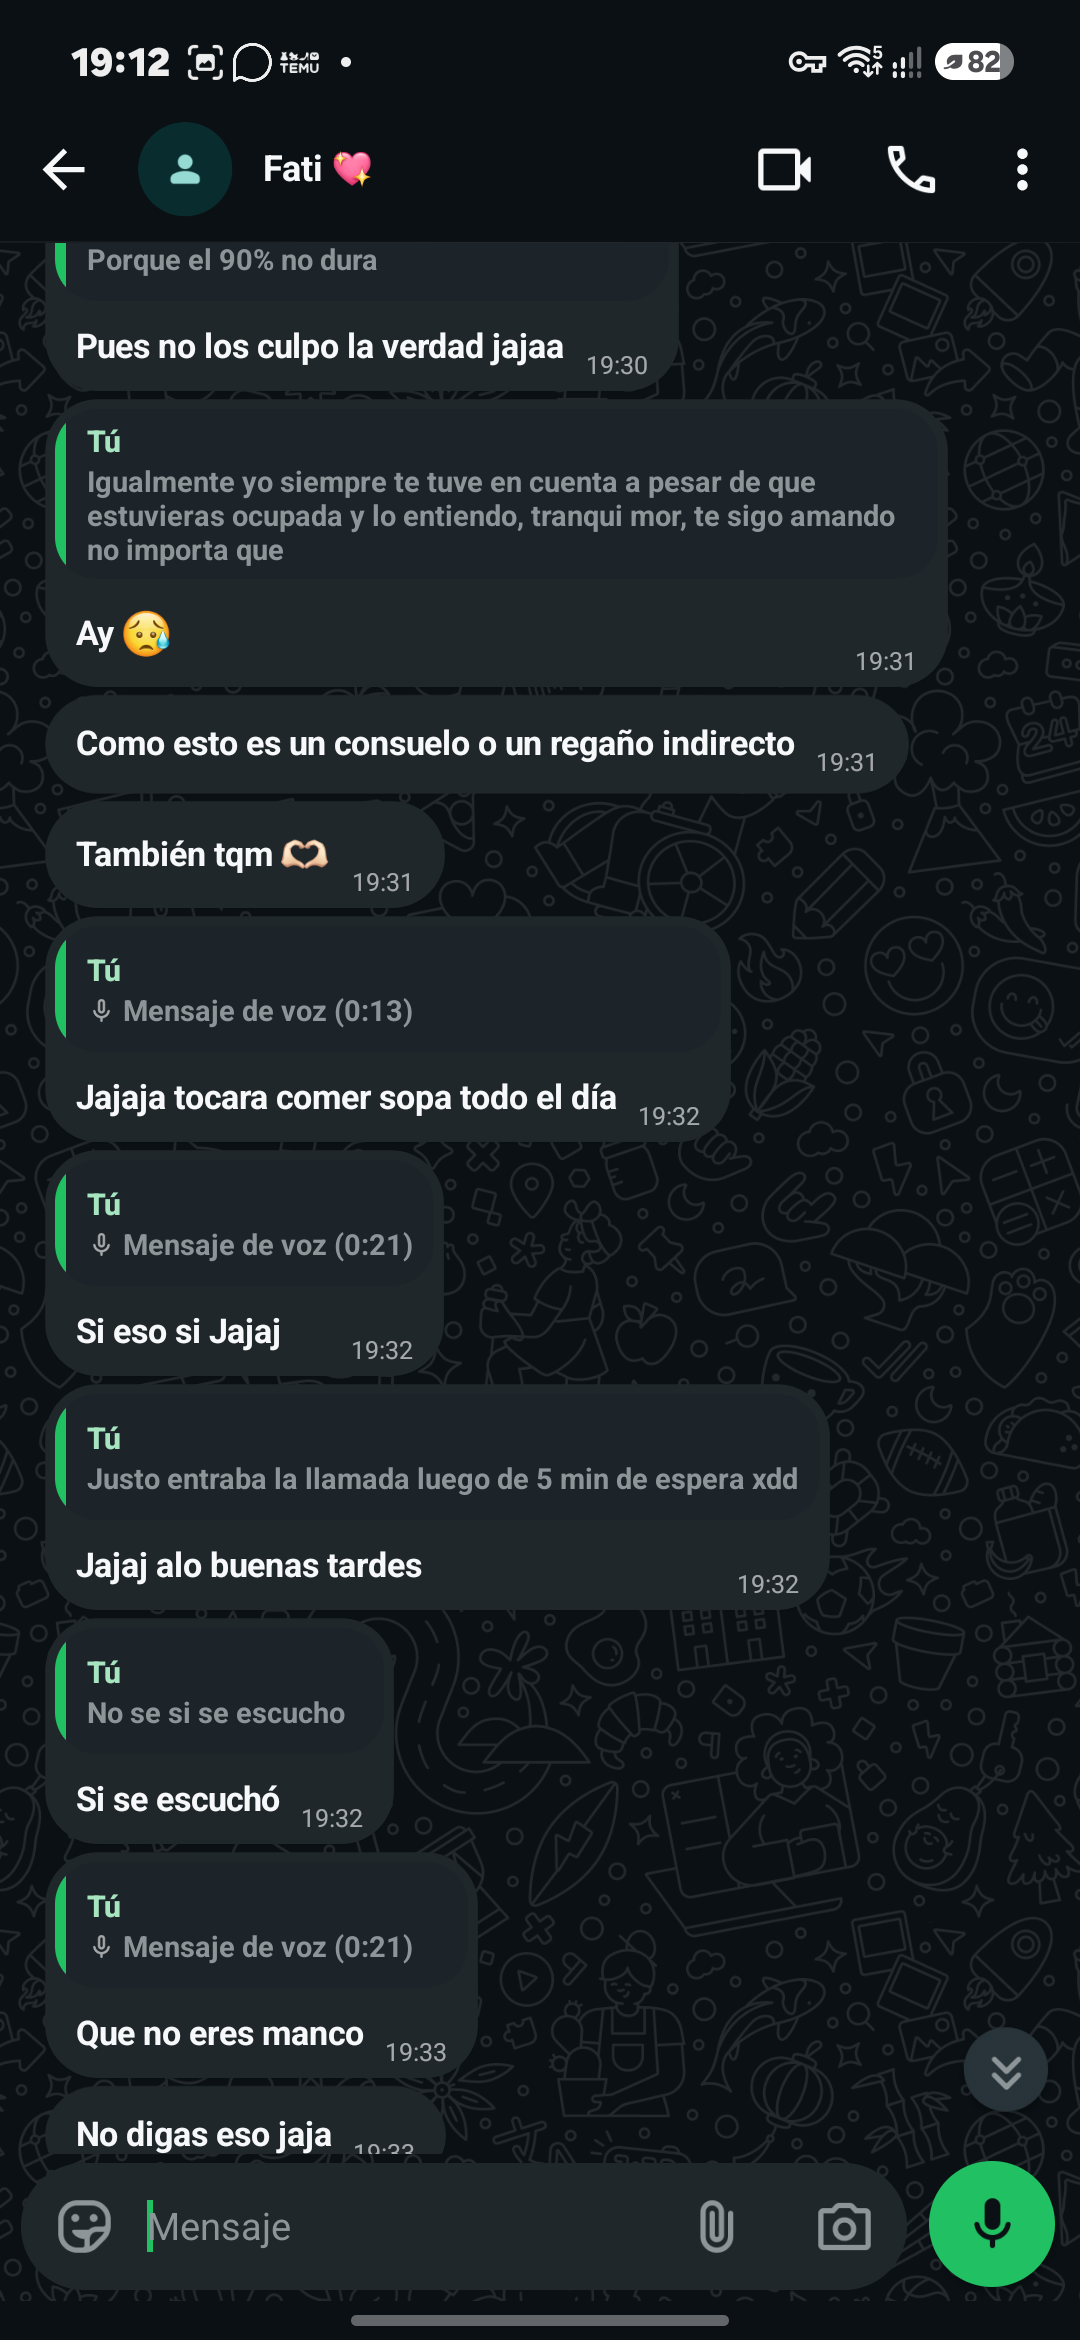 19:12
TEMU
5
82
Fati
Porque el 90% no dura
Pues no los culpo la verdad jajaa
19:30
Tú
Igualmente yo siempre te tuve en cuenta a pesar de que
estuvieras ocupada y lo entiendo, tranqui mor, te sigo amando
no importa que
Ay 😥
19:31
Como esto es un consuelo o un regaño indirecto
19:31
También tqm 🫶🏻
19:31
Tú
Mensaje de voz (0:13)
Jajaja tocara comer sopa todo el día
19:32
Tú
Mensaje de voz (0:21)
Si eso si Jajaj
19:32
Tú
Justo entraba la llamada luego de 5 min de espera xdd
Jajaj alo buenas tardes
19:32
Tú
No se si se escucho
Si se escuchó
19:32
Tú
Mensaje de voz (0:21)
Que no eres manco
19:33
No digas eso jaja
19:33
Mensaje